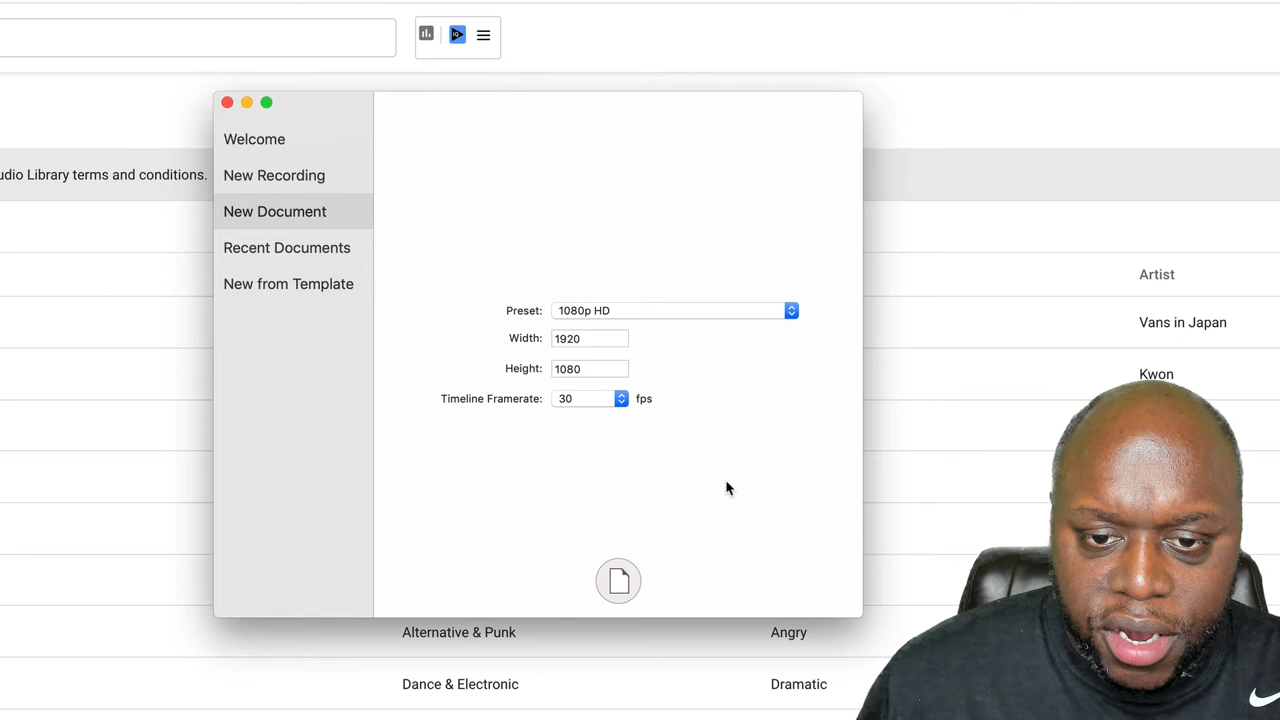 Welcome
New Recording
udio Library terms and conditions.
New Document
Recent Documents
Artist
New from Template
Preset: 1080p HD
Vans in Japan
Width: 1920
Height: 1080
Kwon
Timeline Framerate: 30 fps
Alternative & Punk Angry
Dance & Electronic Dramatic